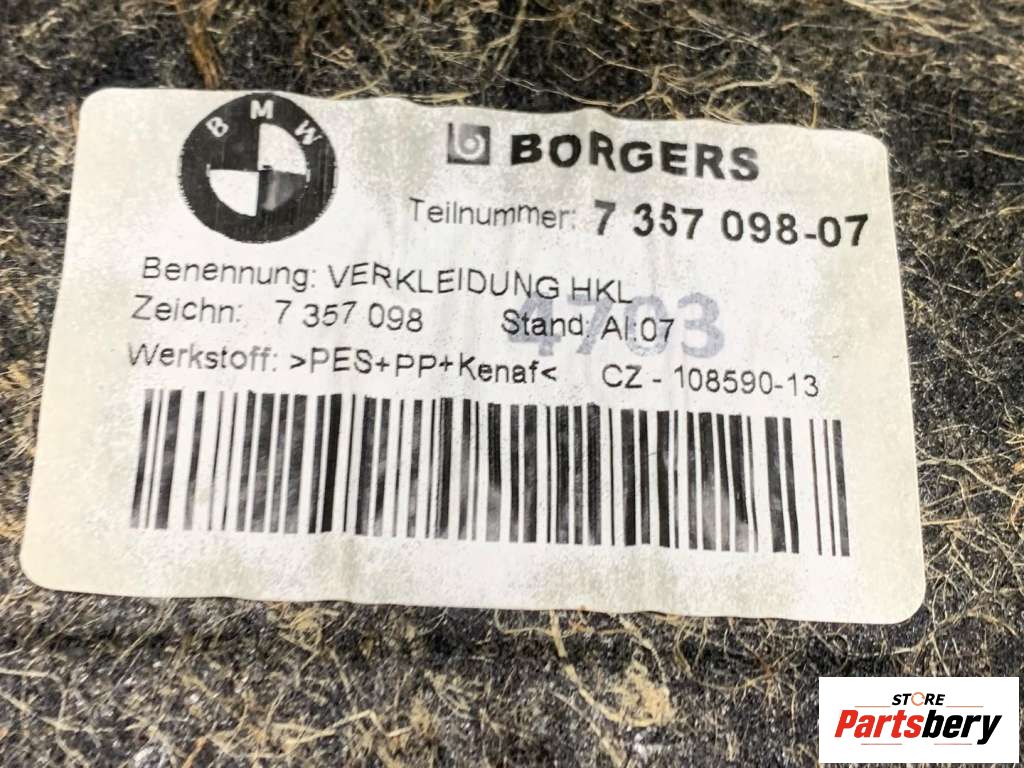 BMW
BORGERS
Teilnummer: 7 357 098-07
Benennung: VERKLEIDUNG HKL
4703
Zeichn: 7 357 098 Stand: AI:07
Werkstoff: >PES+PP+Kenaf< CZ - 108590-13
STORE
Partsbery